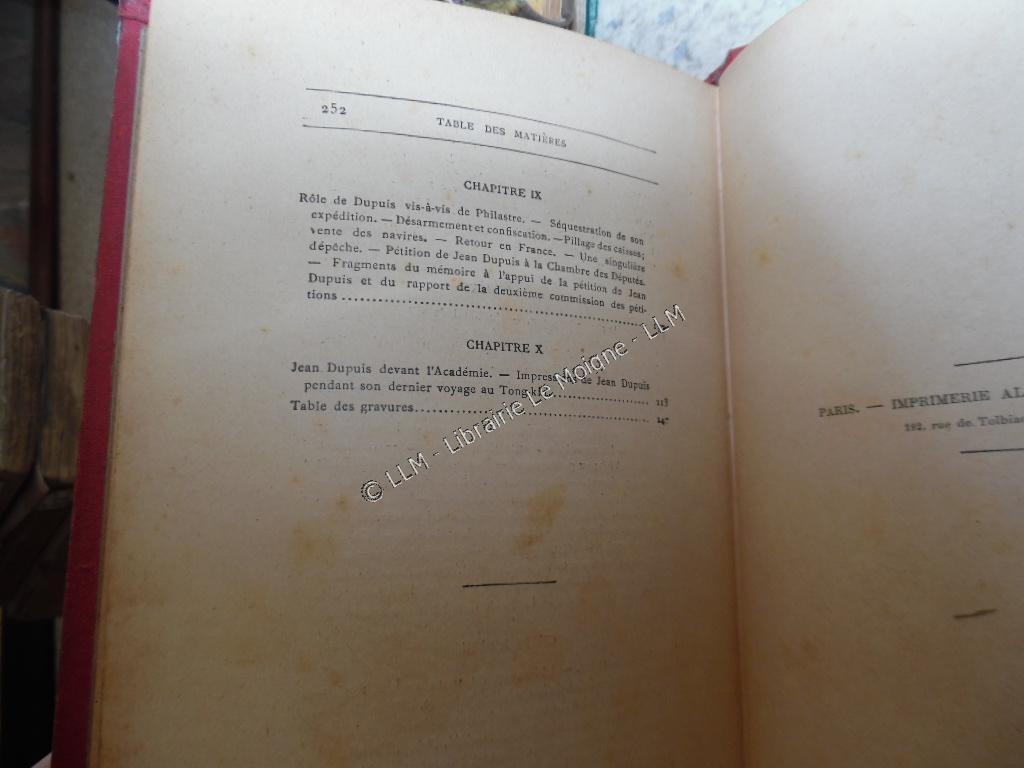 252
TABLE DES MATIÈRES
CHAPITRE IX
Rôle de Dupuis vis-à-vis de Philastre. — Séquestration de son
expédition. — Désarmement et confiscation. — Pillage des caisses;
vente des navires. — Retour en France. — Une singulière
dépêche. — Pétition de Jean Dupuis à la Chambre des Députés.
— Fragments du mémoire à l'appui de la pétition de Jean
Dupuis et du rapport de la deuxième commission des péti-
tions
CHAPITRE X
Jean Dupuis devant l'Académie. — de Jean Dupuis
pendant son dernier voyage au
Table des gravures
© LLM - Librairie Le Moigne - LLM
PARIS. — IMPRIMERIE
182, rue de